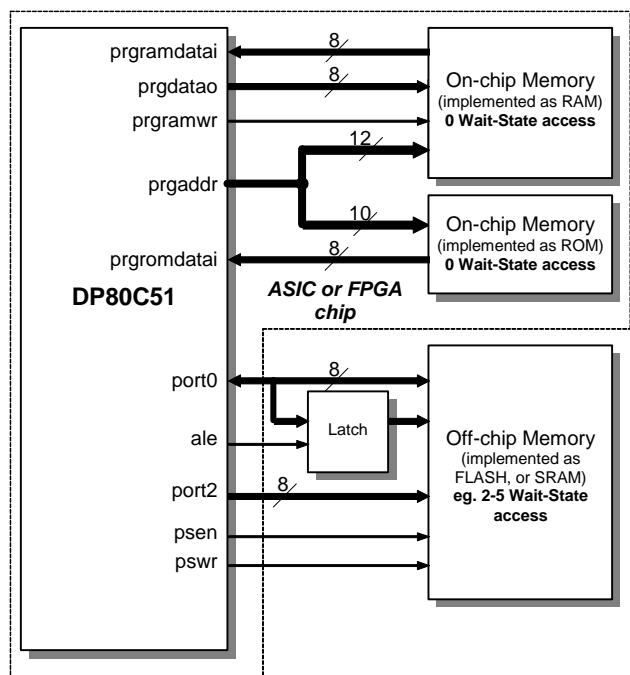 prgramdatai
8
prgdatao
8
prgramwr
On-chip Memory
(implemented as RAM)
0 Wait-State access
12
prgaddr
10
On-chip Memory
(implemented as ROM)
0 Wait-State access
prgromdatai
8
DP80C51
ASIC or FPGA
chip
port0
8
Latch
ale
Off-chip Memory
(implemented as
FLASH, or SRAM)
eg. 2-5 Wait-State
access
port2
8
psen
pswr